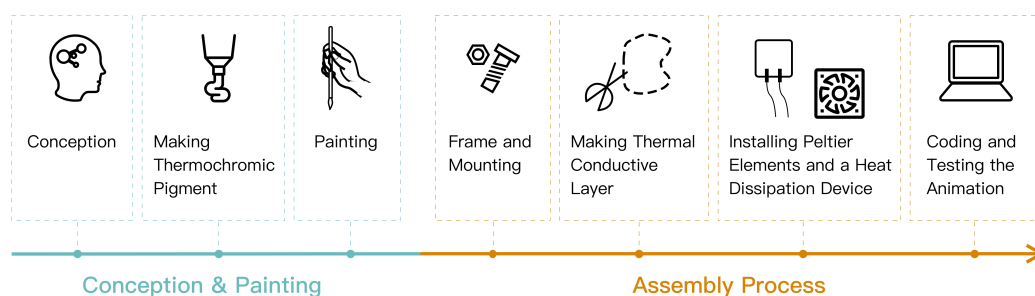 Conception
Making
Thermochromic
Pigment
Painting
Frame and
Mounting
Making Thermal
Conductive
Layer
Installing Peltier
Elements and a Heat
Dissipation Device
Coding and
Testing the
Animation
Conception & Painting
Assembly Process